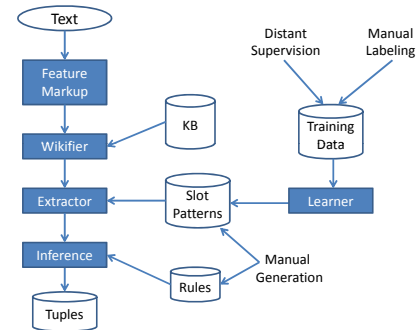 Text
Distant
Supervision
Manual
Labeling
Feature
Markup
KB
Training
Data
Wikifier
Extractor
Slot
Patterns
Learner
Inference
Manual
Generation
Rules
Tuples